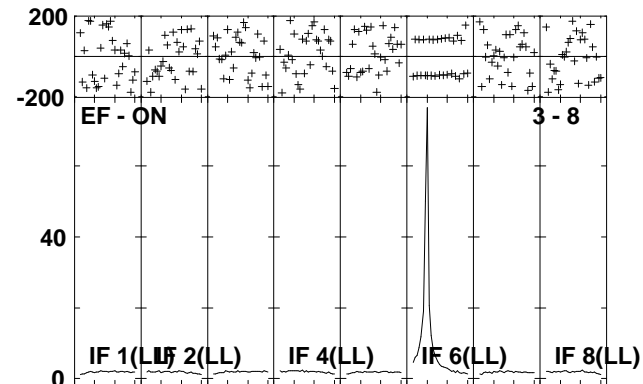 200
-200
EF - ON 3 - 8
40
IF 1(LL) IF 2(LL) IF 4(LL) IF 6(LL) IF 8(LL)
0